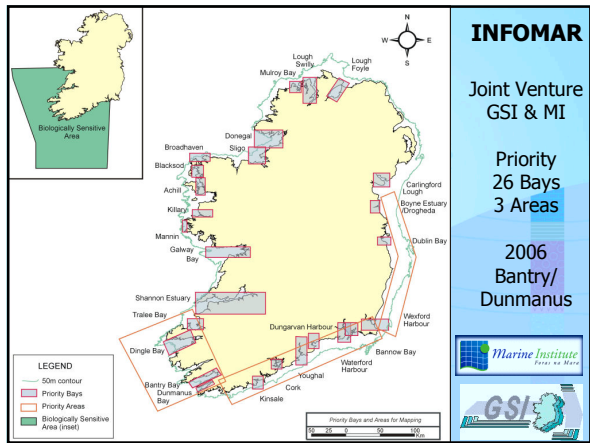 Biologically Sensitive
Area
N
W
E
S
Lough
Swilly
Lough
Foyle
Mulroy Bay
Donegal
Sligo
Broadhaven
Blacksod
Achill
Killary
Mannin
Galway
Bay
Carlingford
Lough
Boyne Estuary
/Drogheda
Dublin Bay
Shannon Estuary
Tralee Bay
Dingle Bay
Bantry Bay
Dunmanus
Bay
Kinsale
Cork
Youghal
Dungarvan Harbour
Waterford
Harbour
Bannow Bay
Wexford
Harbour
LEGEND
50m contour
Priority Bays
Priority Areas
Biologically Sensitive
Area (inset)
Priority Bays and Areas for Mapping
50 25 0 50 100
Km
INFOMAR
Joint Venture
GSI & MI
Priority
26 Bays
3 Areas
2006
Bantry/
Dunmanus
Marine Institute
Foras na Mara
GSI